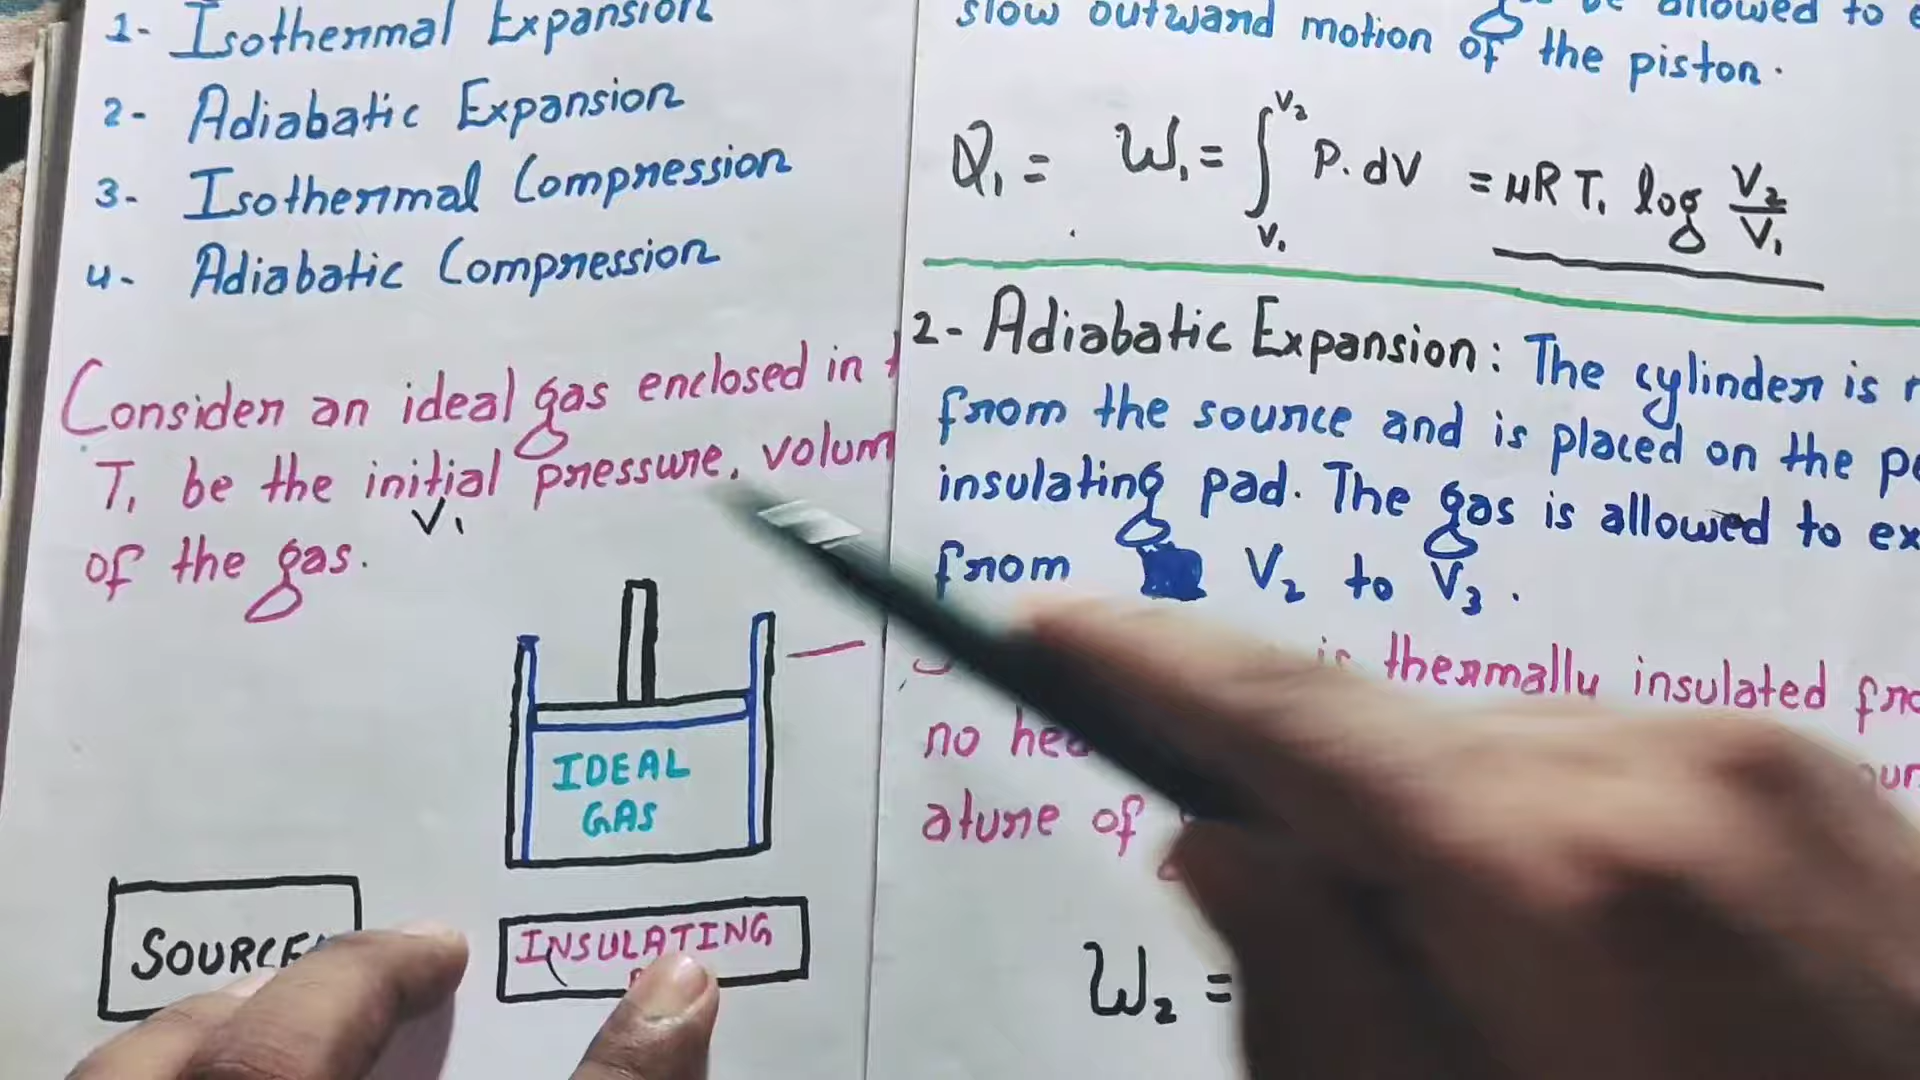 1- Isothermal Expansion
2- Adiabatic Expansion
3- Isothermal Compression
4- Adiabatic Compression
Consider an ideal gas enclosed in
T₁ be the initial pressure, volum
V₁
of the gas.
IDEAL
GAS
SOURCE
INSULATING
allowed to
slow outward motion of the piston.
Q₁ = W₁ = ∫V₁V₂ P. dV = nRT₁ log V₂/V₁
2- Adiabatic Expansion: The cylinder is
from the source and is placed on the
insulating pad. The gas is allowed to ex
from V₂ to V₃.
is thermally insulated
no hea
ature of
W₂ =